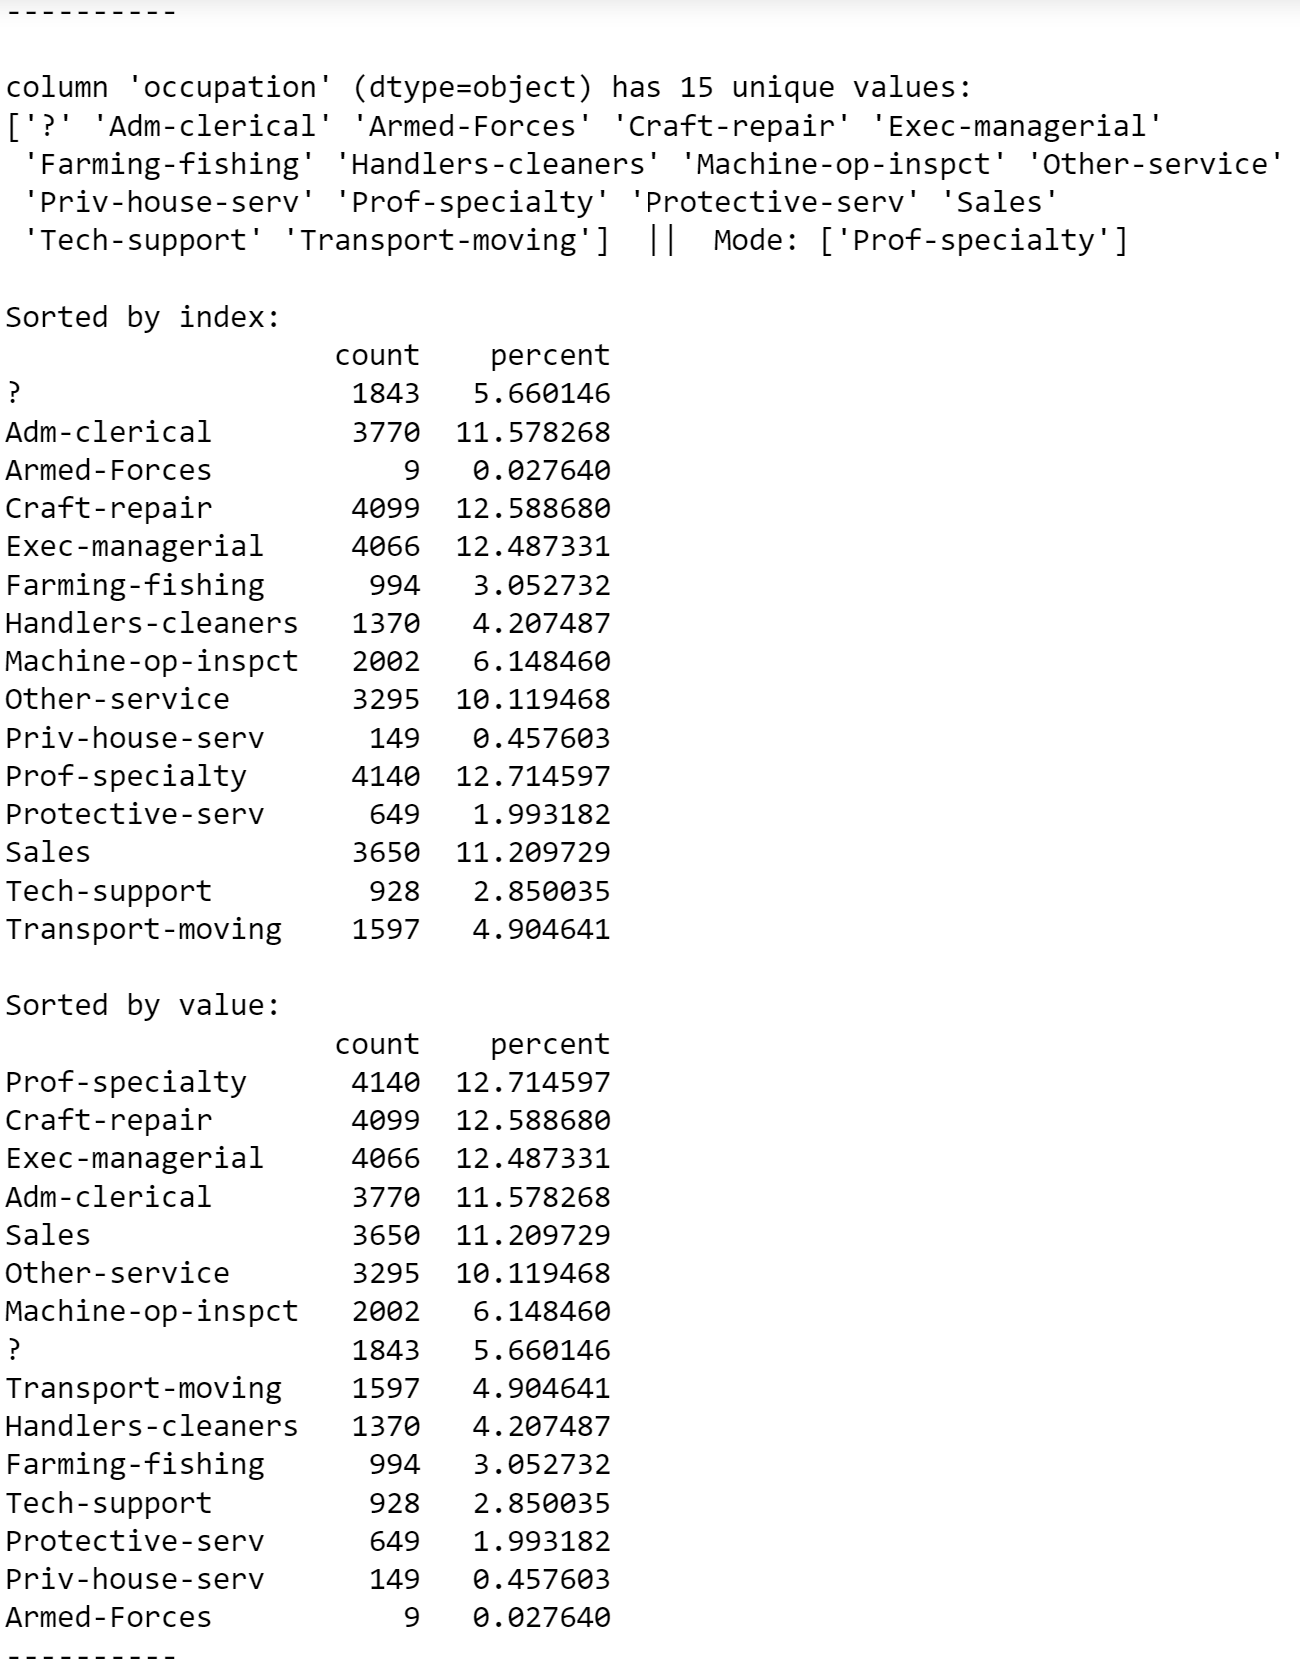 ----------
column 'occupation' (dtype=object) has 15 unique values:
['?' 'Adm-clerical' 'Armed-Forces' 'Craft-repair' 'Exec-managerial'
 'Farming-fishing' 'Handlers-cleaners' 'Machine-op-inspct' 'Other-service'
 'Priv-house-serv' 'Prof-specialty' 'Protective-serv' 'Sales'
 'Tech-support' 'Transport-moving']  ||  Mode: ['Prof-specialty']
Sorted by index:
                   count    percent
?                   1843   5.660146
Adm-clerical        3770  11.578268
Armed-Forces           9   0.027640
Craft-repair        4099  12.588680
Exec-managerial     4066  12.487331
Farming-fishing      994   3.052732
Handlers-cleaners   1370   4.207487
Machine-op-inspct   2002   6.148460
Other-service       3295  10.119468
Priv-house-serv      149   0.457603
Prof-specialty      4140  12.714597
Protective-serv      649   1.993182
Sales               3650  11.209729
Tech-support         928   2.850035
Transport-moving    1597   4.904641
Sorted by value:
                   count    percent
Prof-specialty      4140  12.714597
Craft-repair        4099  12.588680
Exec-managerial     4066  12.487331
Adm-clerical        3770  11.578268
Sales               3650  11.209729
Other-service       3295  10.119468
Machine-op-inspct   2002   6.148460
?                   1843   5.660146
Transport-moving    1597   4.904641
Handlers-cleaners   1370   4.207487
Farming-fishing      994   3.052732
Tech-support         928   2.850035
Protective-serv      649   1.993182
Priv-house-serv      149   0.457603
Armed-Forces           9   0.027640
----------